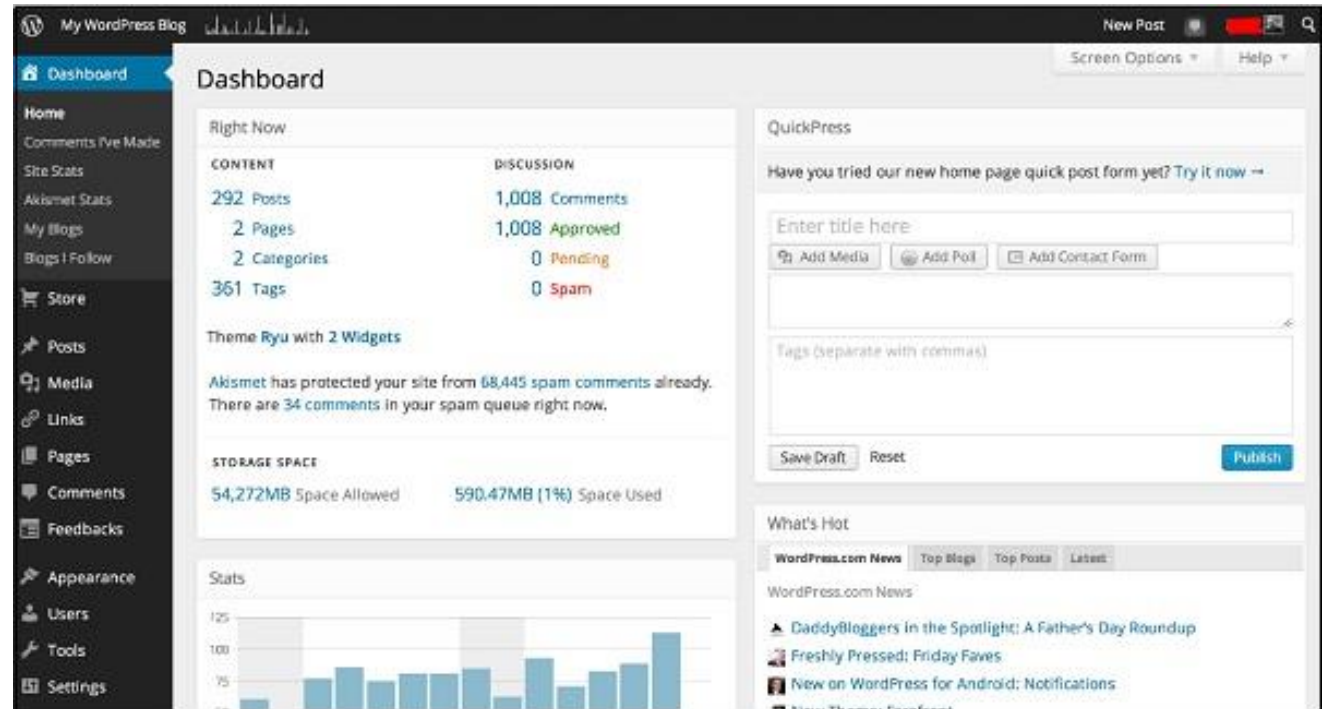 My WordPress Blog
New Post
Screen Options
Help
Dashboard
Home
Comments I've Made
Site Stats
Akismet Stats
My Blogs
Blogs I Follow
Store
Posts
Media
Links
Pages
Comments
Feedbacks
Appearance
Users
Tools
Settings
Dashboard
Right Now
CONTENT
292 Posts
2 Pages
2 Categories
361 Tags
DISCUSSION
1,008 Comments
1,008 Approved
0 Pending
0 Spam
Theme Ryu with 2 Widgets
Akismet has protected your site from 68,445 spam comments already.
There are 34 comments in your spam queue right now.
STORAGE SPACE
54,272MB Space Allowed
590.47MB (1%) Space Used
Stats
125
100
75
QuickPress
Have you tried our new home page quick post form yet? Try it now →
Enter title here
Add Media
Add Poll
Add Contact Form
Tags (separate with commas)
Save Draft
Reset
Publish
What's Hot
WordPress.com News
Top Blogs
Top Posts
Latest
WordPress.com News
DaddyBloggers in the Spotlight: A Father's Day Roundup
Freshly Pressed: Friday Faves
New on WordPress for Android: Notifications